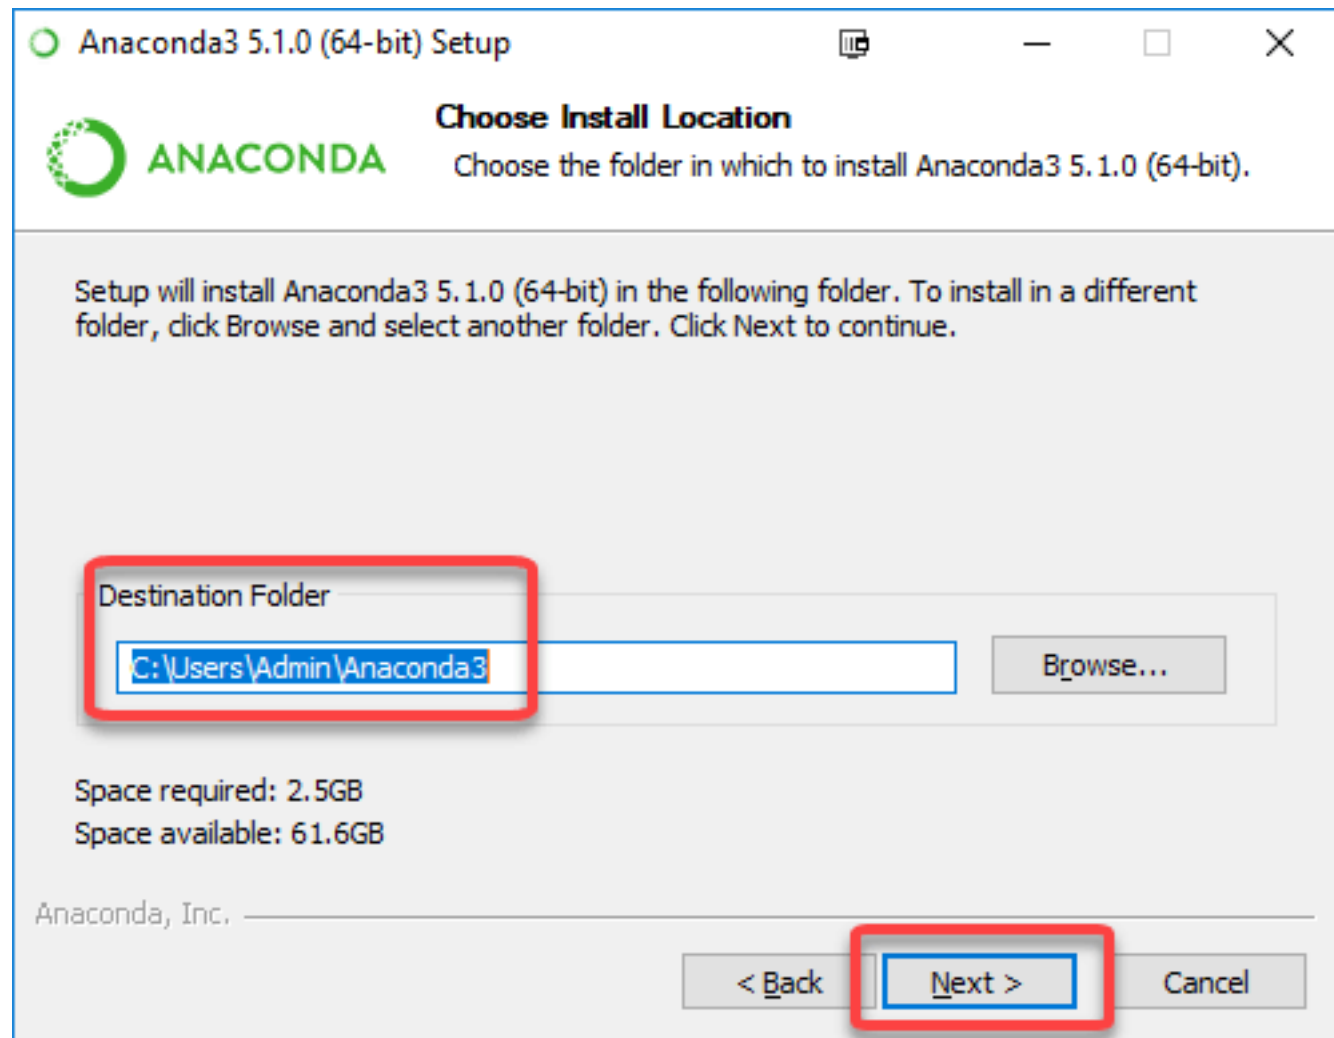 Anaconda3 5.1.0 (64-bit) Setup
ANACONDA
Choose Install Location
Choose the folder in which to install Anaconda3 5.1.0 (64-bit).
Setup will install Anaconda3 5.1.0 (64-bit) in the following folder. To install in a different
folder, click Browse and select another folder. Click Next to continue.
Destination Folder
C:\Users\Admin\Anaconda3
Browse...
Space required: 2.5GB
Space available: 61.6GB
Anaconda, Inc.
< Back
Next >
Cancel